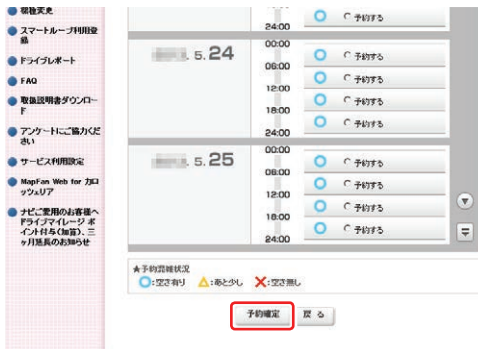 機種変更
スマートループ利用登
録
ドライブレポート
FAQ
取扱説明書ダウンロー
ド
アンケートにご協力くだ
さい
サービス利用設定
MapFan Web for カロ
ッツェリア
ナビご愛用のお客様へ
ドライブマイレージ ポ
イント付与(加算)、三
ヶ月延長のお知らせ
予約する
24:00
5.24
00:00
予約する
06:00
予約する
12:00
予約する
18:00
予約する
24:00
5.25
00:00
予約する
06:00
予約する
12:00
予約する
18:00
予約する
24:00
★予約混雑状況
○:空き有り △:あと少し ×:空き無し
予約確定 戻 る